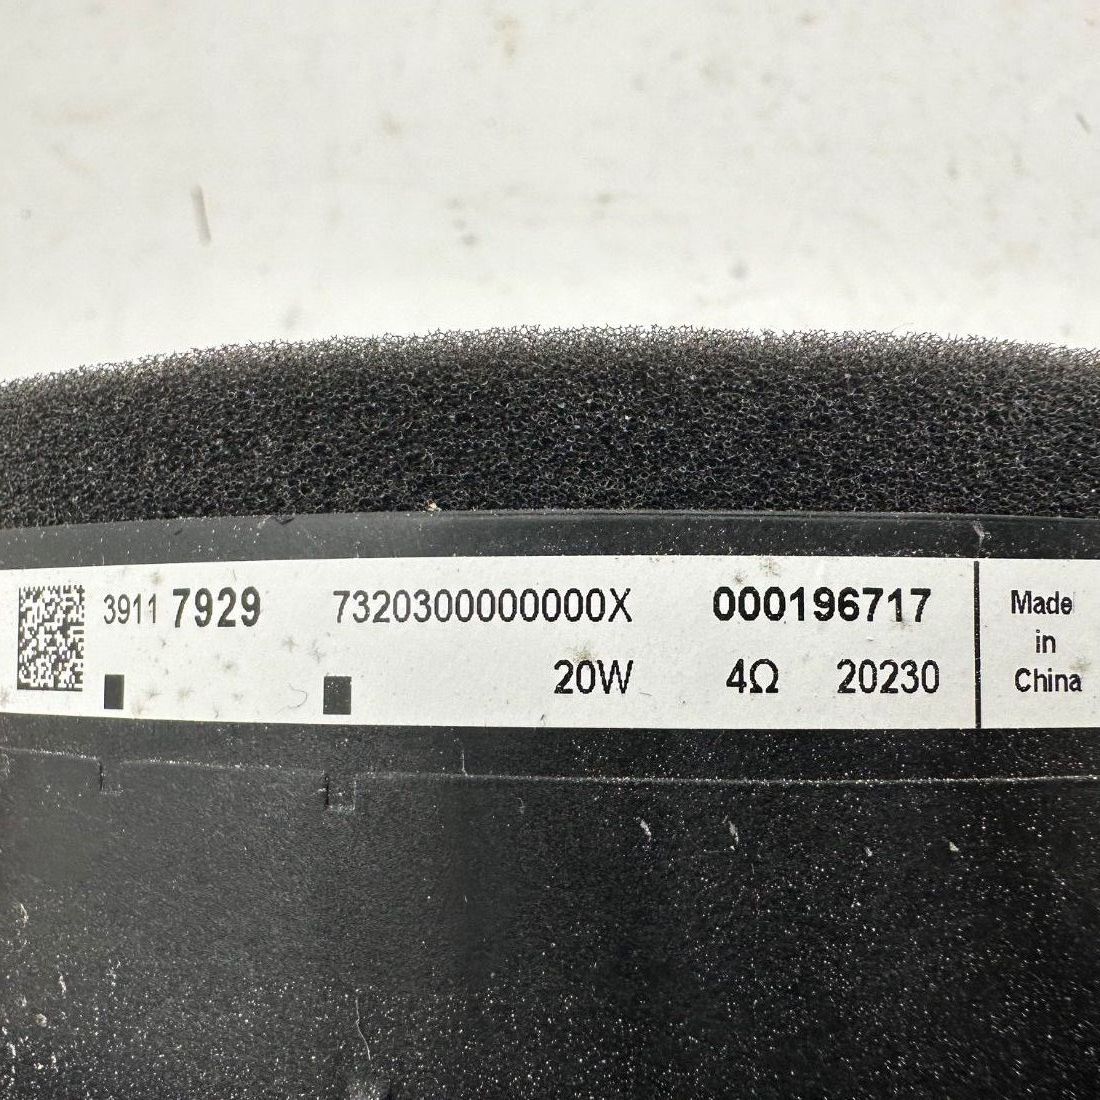 3911 7929 7320300000000X 000196717
20W 4Ω 20230
Made
in
China